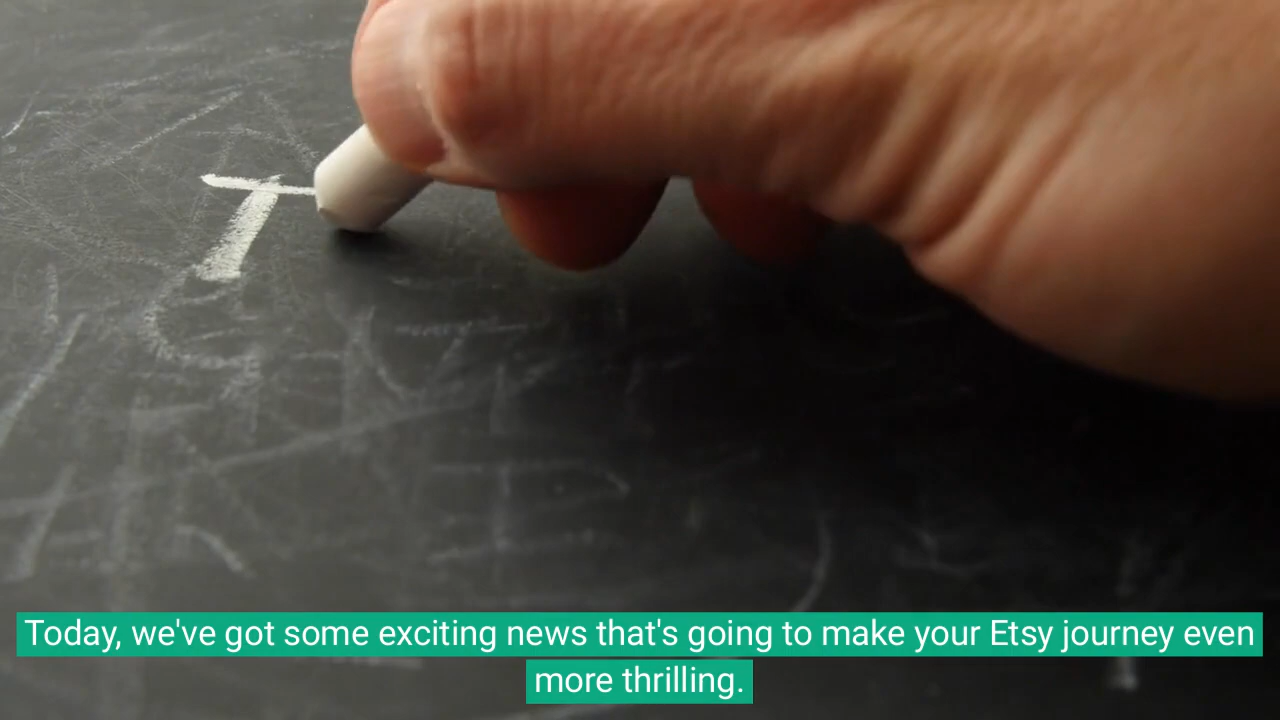 T
Today, we've got some exciting news that's going to make your Etsy journey even
more thrilling.